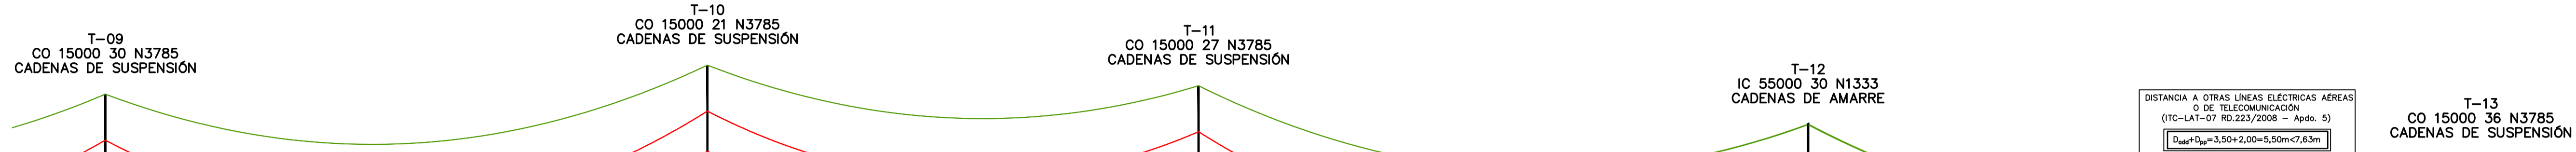 T-09
CO 15000 30 N3785
CADENAS DE SUSPENSIÓN
T-10
CO 15000 21 N3785
CADENAS DE SUSPENSIÓN
T-11
CO 15000 27 N3785
CADENAS DE SUSPENSIÓN
T-12
IC 55000 30 N1333
CADENAS DE AMARRE
DISTANCIA A OTRAS LÍNEAS ELÉCTRICAS AÉREAS
O DE TELECOMUNICACIÓN
(ITC-LAT-07 RD.223/2008 - Apdo. 5)
Dadd+Dpp=3,50+2,00=5,50m<7,63m
T-13
CO 15000 36 N3785
CADENAS DE SUSPENSIÓN